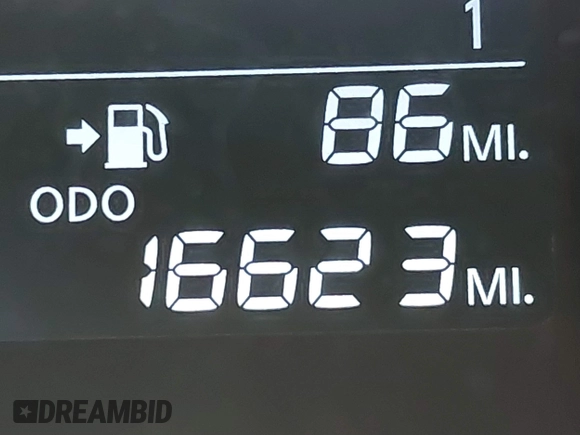 1
86 MI.
ODO
16623 MI.
DREAMBID